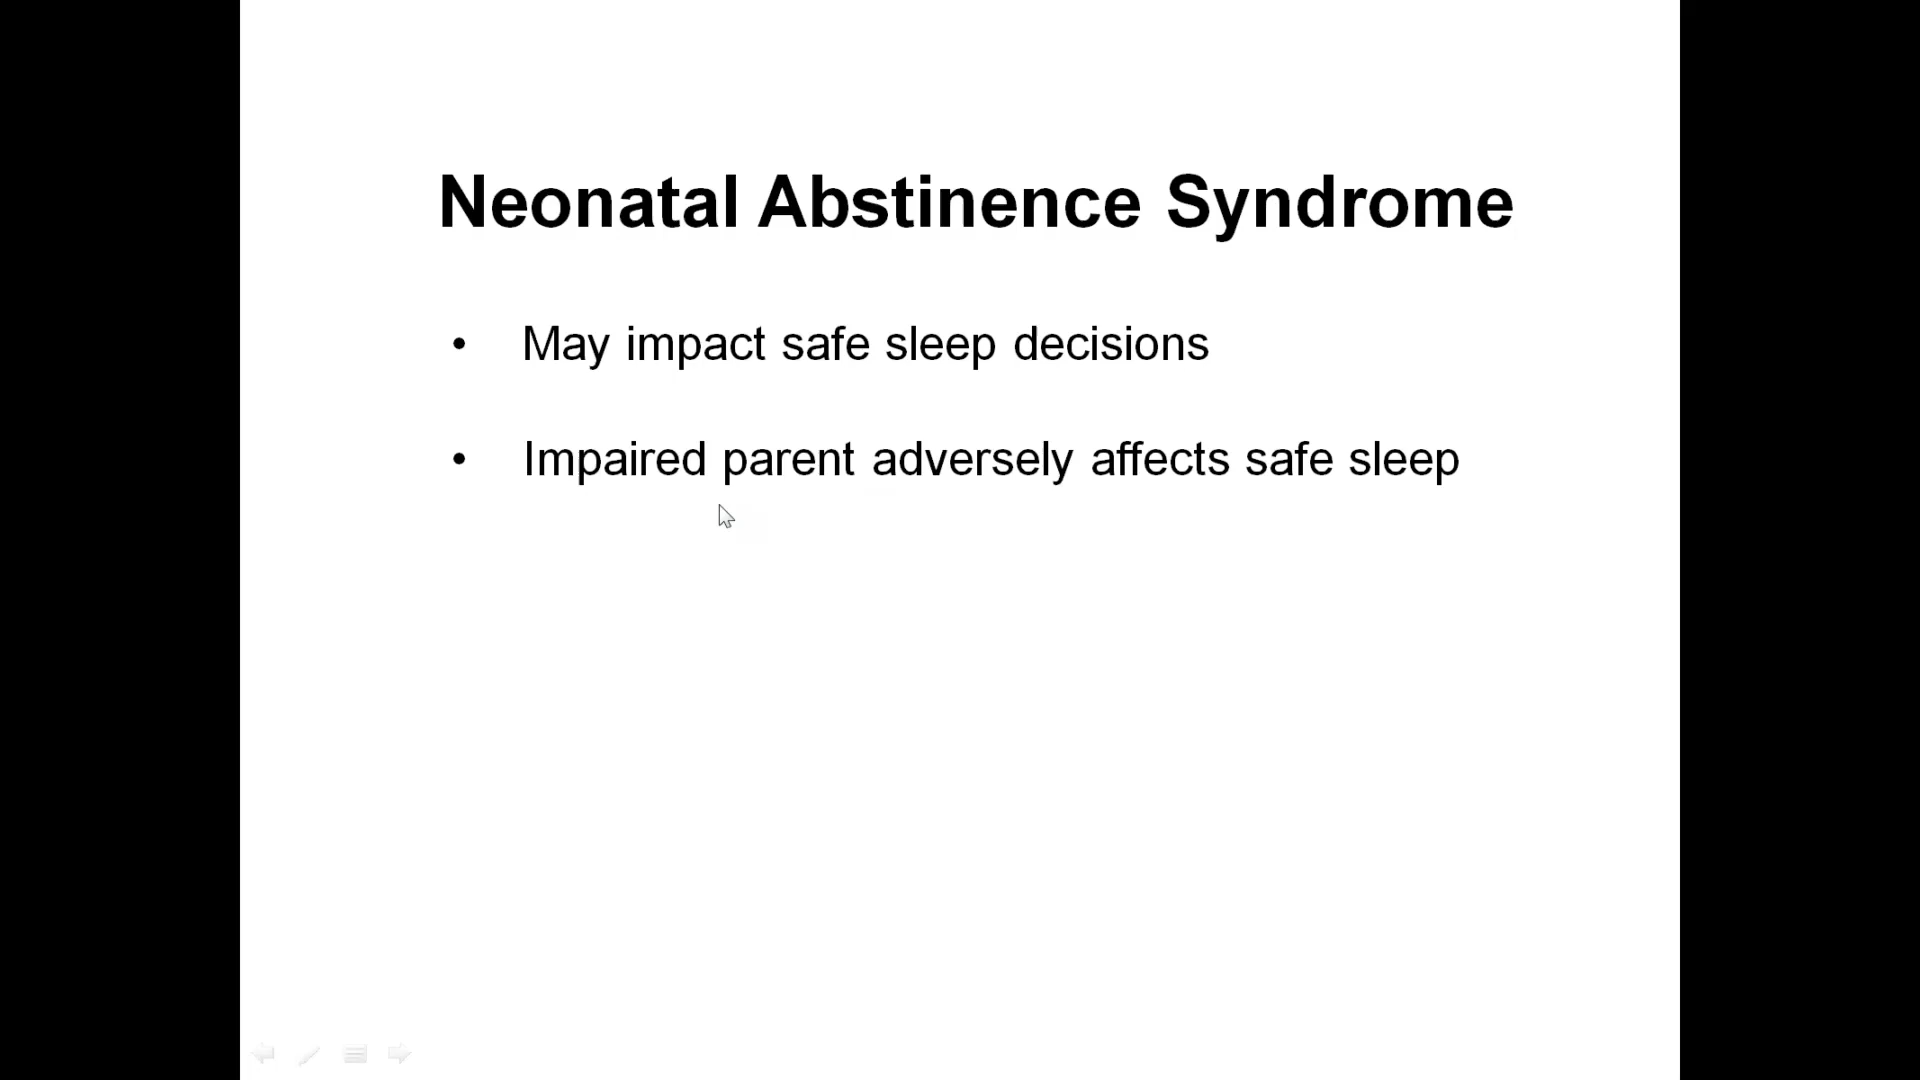 Neonatal Abstinence Syndrome
• May impact safe sleep decisions
• Impaired parent adversely affects safe sleep